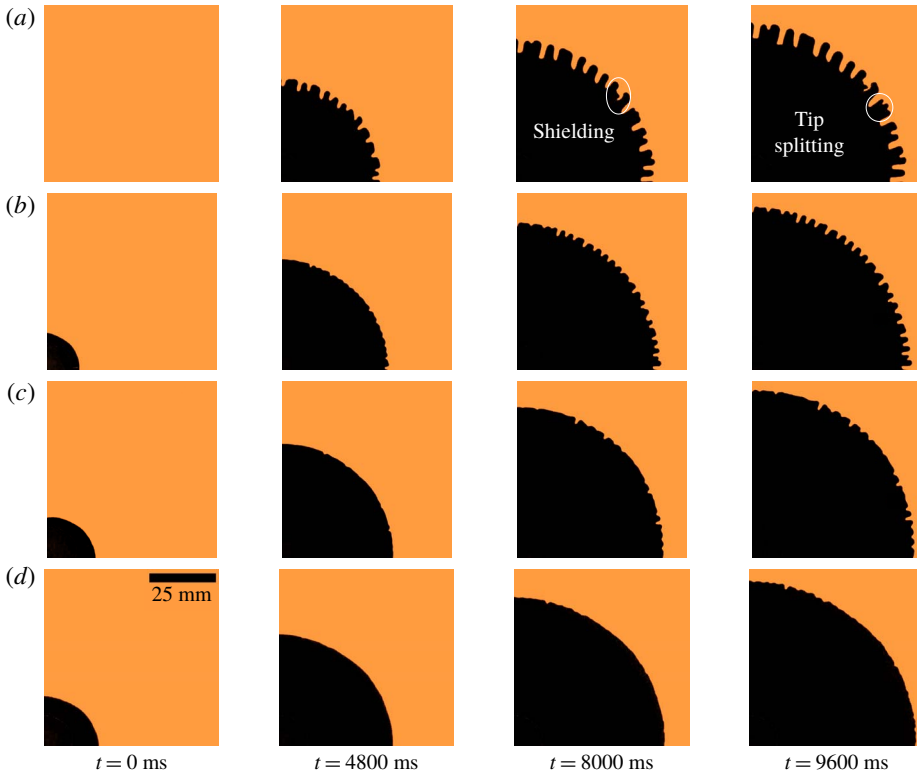 (a)
Shielding
Tip
splitting
(b)
(c)
(d)
25 mm
t = 0 ms
t = 4800 ms
t = 8000 ms
t = 9600 ms